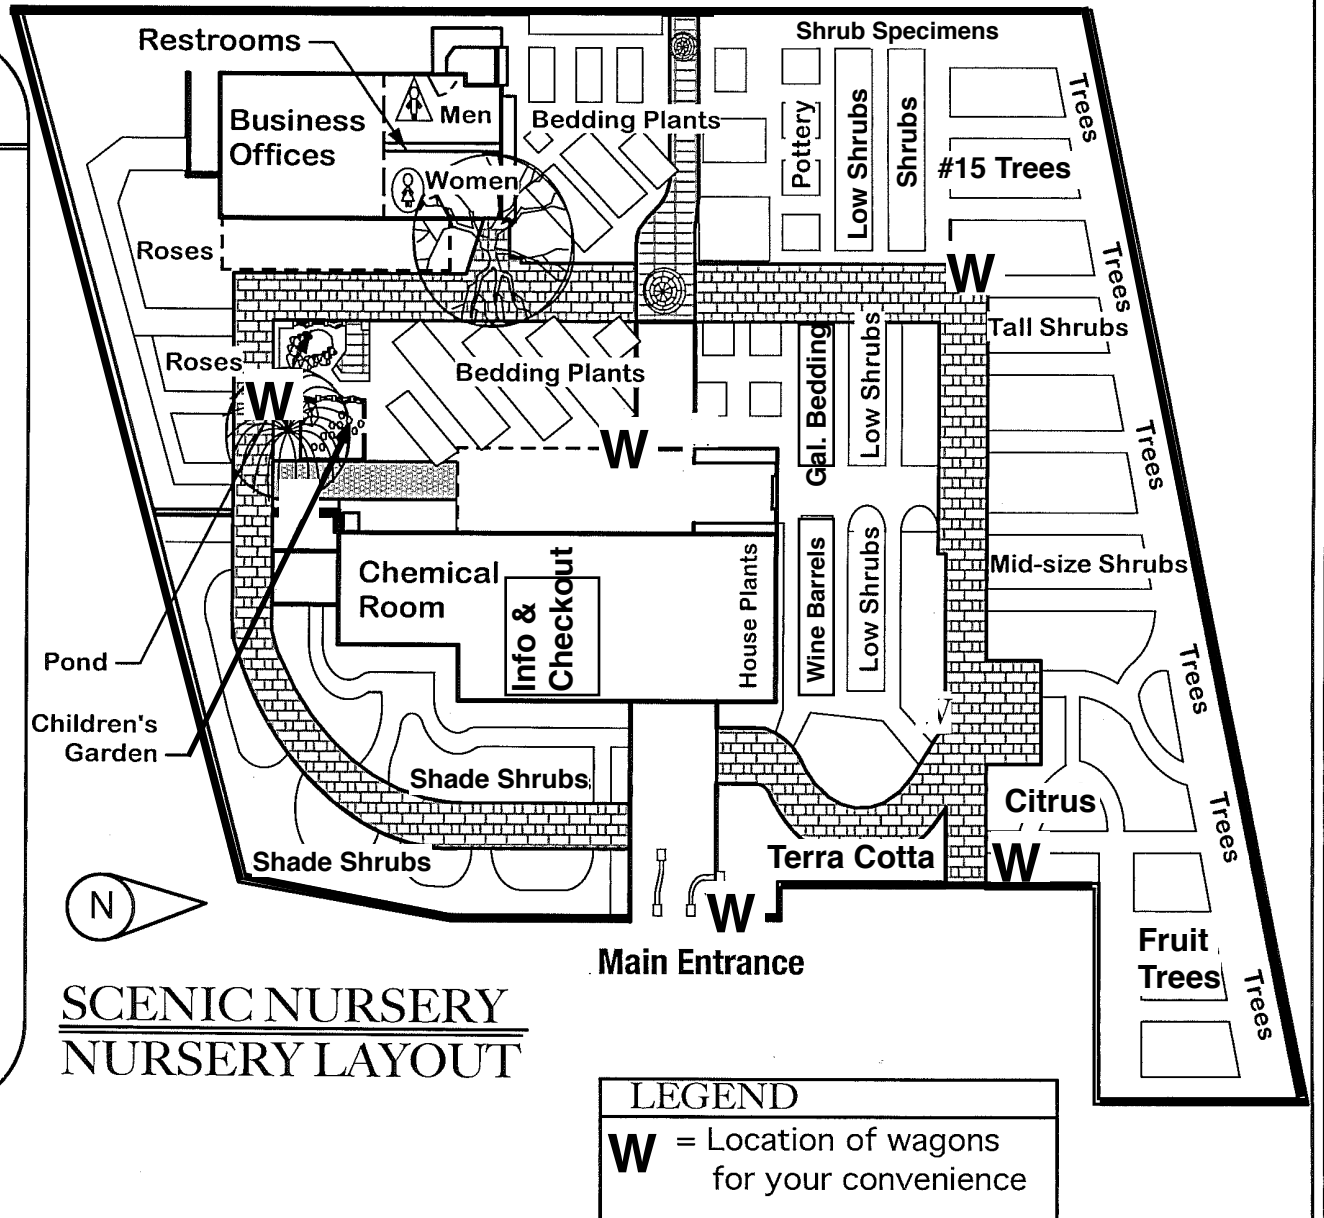 Shrub Specimens
Restrooms
Trees
Men
Business
Offices
Bedding Plants
Pottery
Low Shrubs
Shrubs
#15 Trees
Women
Roses
W
Trees
Tall Shrubs
Roses
W
Bedding Plants
Gal. Bedding
Low Shrubs
W
Trees
Chemical
Room
Info &
Checkout
House Plants
Wine Barrels
Low Shrubs
Mid-size Shrubs
Pond
Trees
Children's
Garden
Shade Shrubs
Citrus
Trees
Shade Shrubs
Terra Cotta
W
N
W
Main Entrance
Fruit
Trees
Trees
SCENIC NURSERY
NURSERY LAYOUT
LEGEND
W = Location of wagons
for your convenience